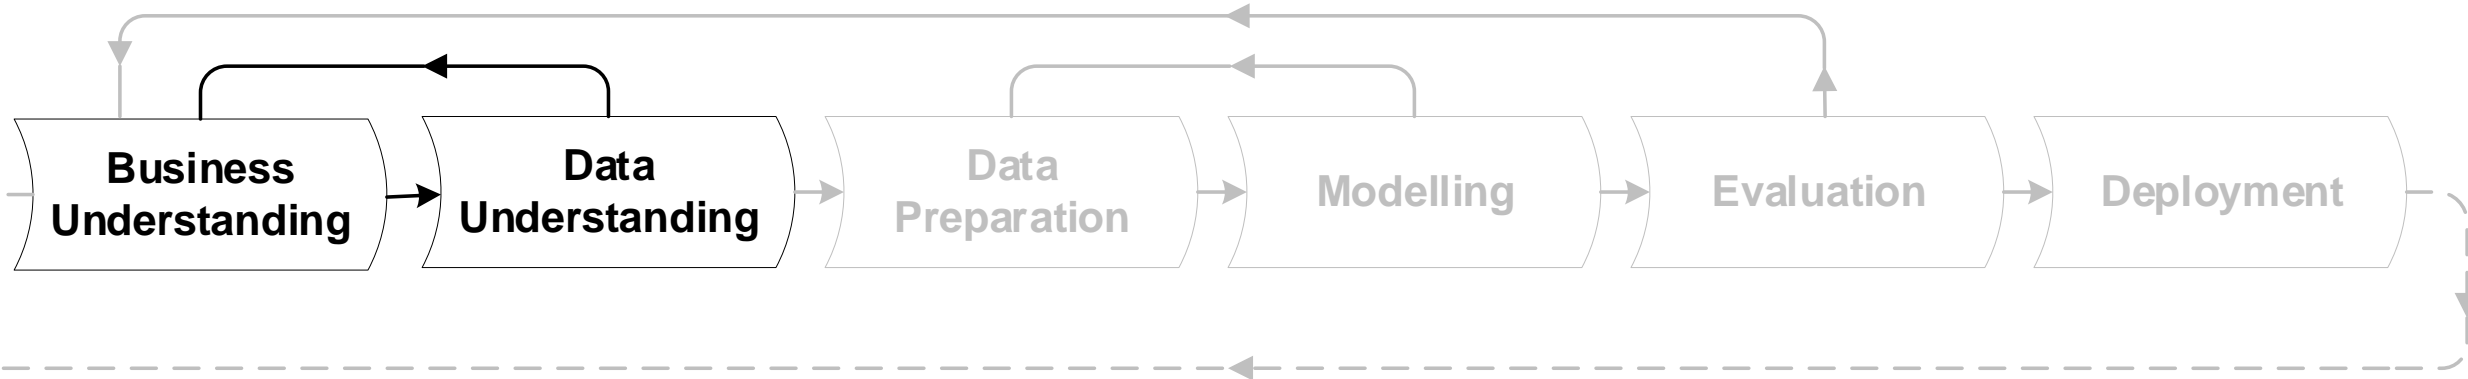 Business
Understanding
Data
Understanding
Data
Preparation
Modelling
Evaluation
Deployment